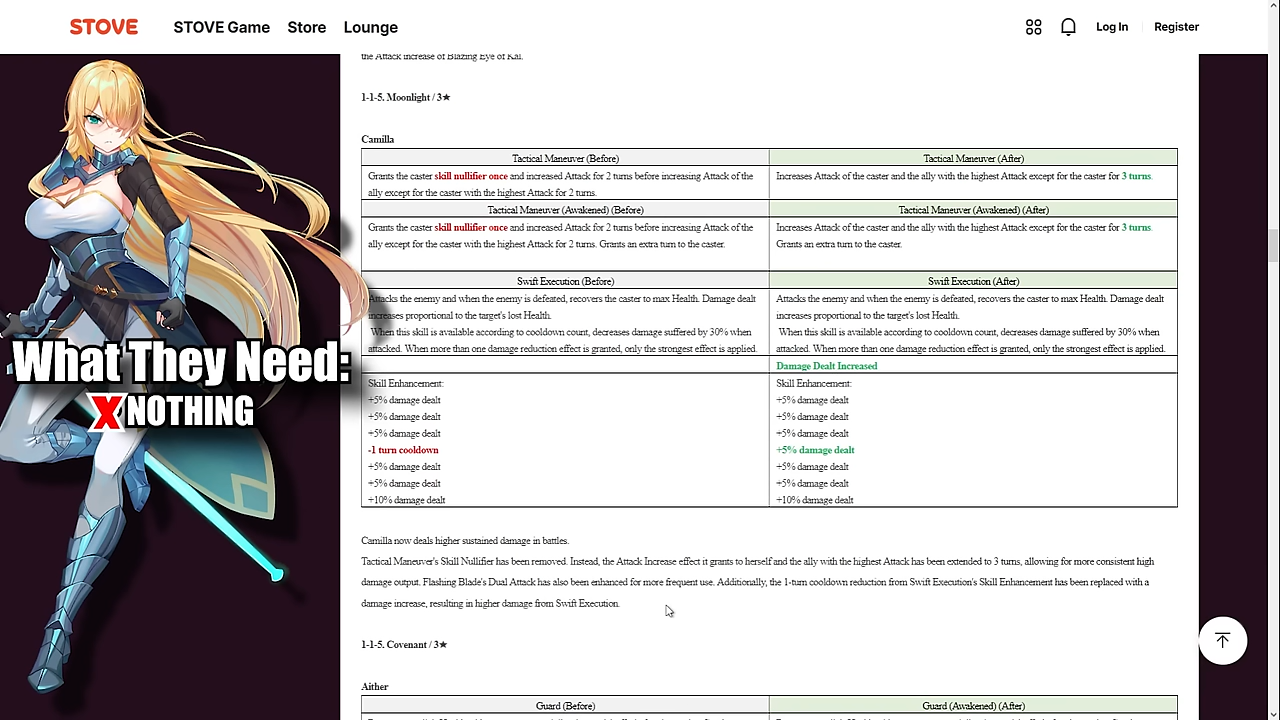 STOVE
STOVE Game
Store
Lounge
Log In
Register
the Attack increase of Blazing Eye of Kal.
1-1-5. Moonlight / 3★
Camilla
Tactical Maneuver (Before)
Tactical Maneuver (After)
Grants the caster skill nullifier once and increased Attack for 2 turns before increasing Attack of the
ally except for the caster with the highest Attack for 2 turns.
Increases Attack of the caster and the ally with the highest Attack except for the caster for 3 turns.
Tactical Maneuver (Awakened) (Before)
Tactical Maneuver (Awakened) (After)
Grants the caster skill nullifier once and increased Attack for 2 turns before increasing Attack of the
ally except for the caster with the highest Attack for 2 turns. Grants an extra turn to the caster.
Increases Attack of the caster and the ally with the highest Attack except for the caster for 3 turns.
Grants an extra turn to the caster.
Swift Execution (Before)
Swift Execution (After)
Attacks the enemy and when the enemy is defeated, recovers the caster to max Health. Damage dealt
increases proportional to the target's lost Health.
When this skill is available according to cooldown count, decreases damage suffered by 30% when
attacked. When more than one damage reduction effect is granted, only the strongest effect is applied.
Attacks the enemy and when the enemy is defeated, recovers the caster to max Health. Damage dealt
increases proportional to the target's lost Health.
When this skill is available according to cooldown count, decreases damage suffered by 30% when
attacked. When more than one damage reduction effect is granted, only the strongest effect is applied.
Damage Dealt Increased
Skill Enhancement:
+5% damage dealt
+5% damage dealt
+5% damage dealt
-1 turn cooldown
+5% damage dealt
+5% damage dealt
+10% damage dealt
Skill Enhancement:
+5% damage dealt
+5% damage dealt
+5% damage dealt
+5% damage dealt
+5% damage dealt
+5% damage dealt
+10% damage dealt
What They Need:
X NOTHING
Camilla now deals higher sustained damage in battles.
Tactical Maneuver's Skill Nullifier has been removed. Instead, the Attack Increase effect it grants to herself and the ally with the highest Attack has been extended to 3 turns, allowing for more consistent high
damage output. Flashing Blade's Dual Attack has also been enhanced for more frequent use. Additionally, the 1-turn cooldown reduction from Swift Execution's Skill Enhancement has been replaced with a
damage increase, resulting in higher damage from Swift Execution.
1-1-5. Covenant / 3★
Aither
Guard (Before)
Guard (Awakened) (After)